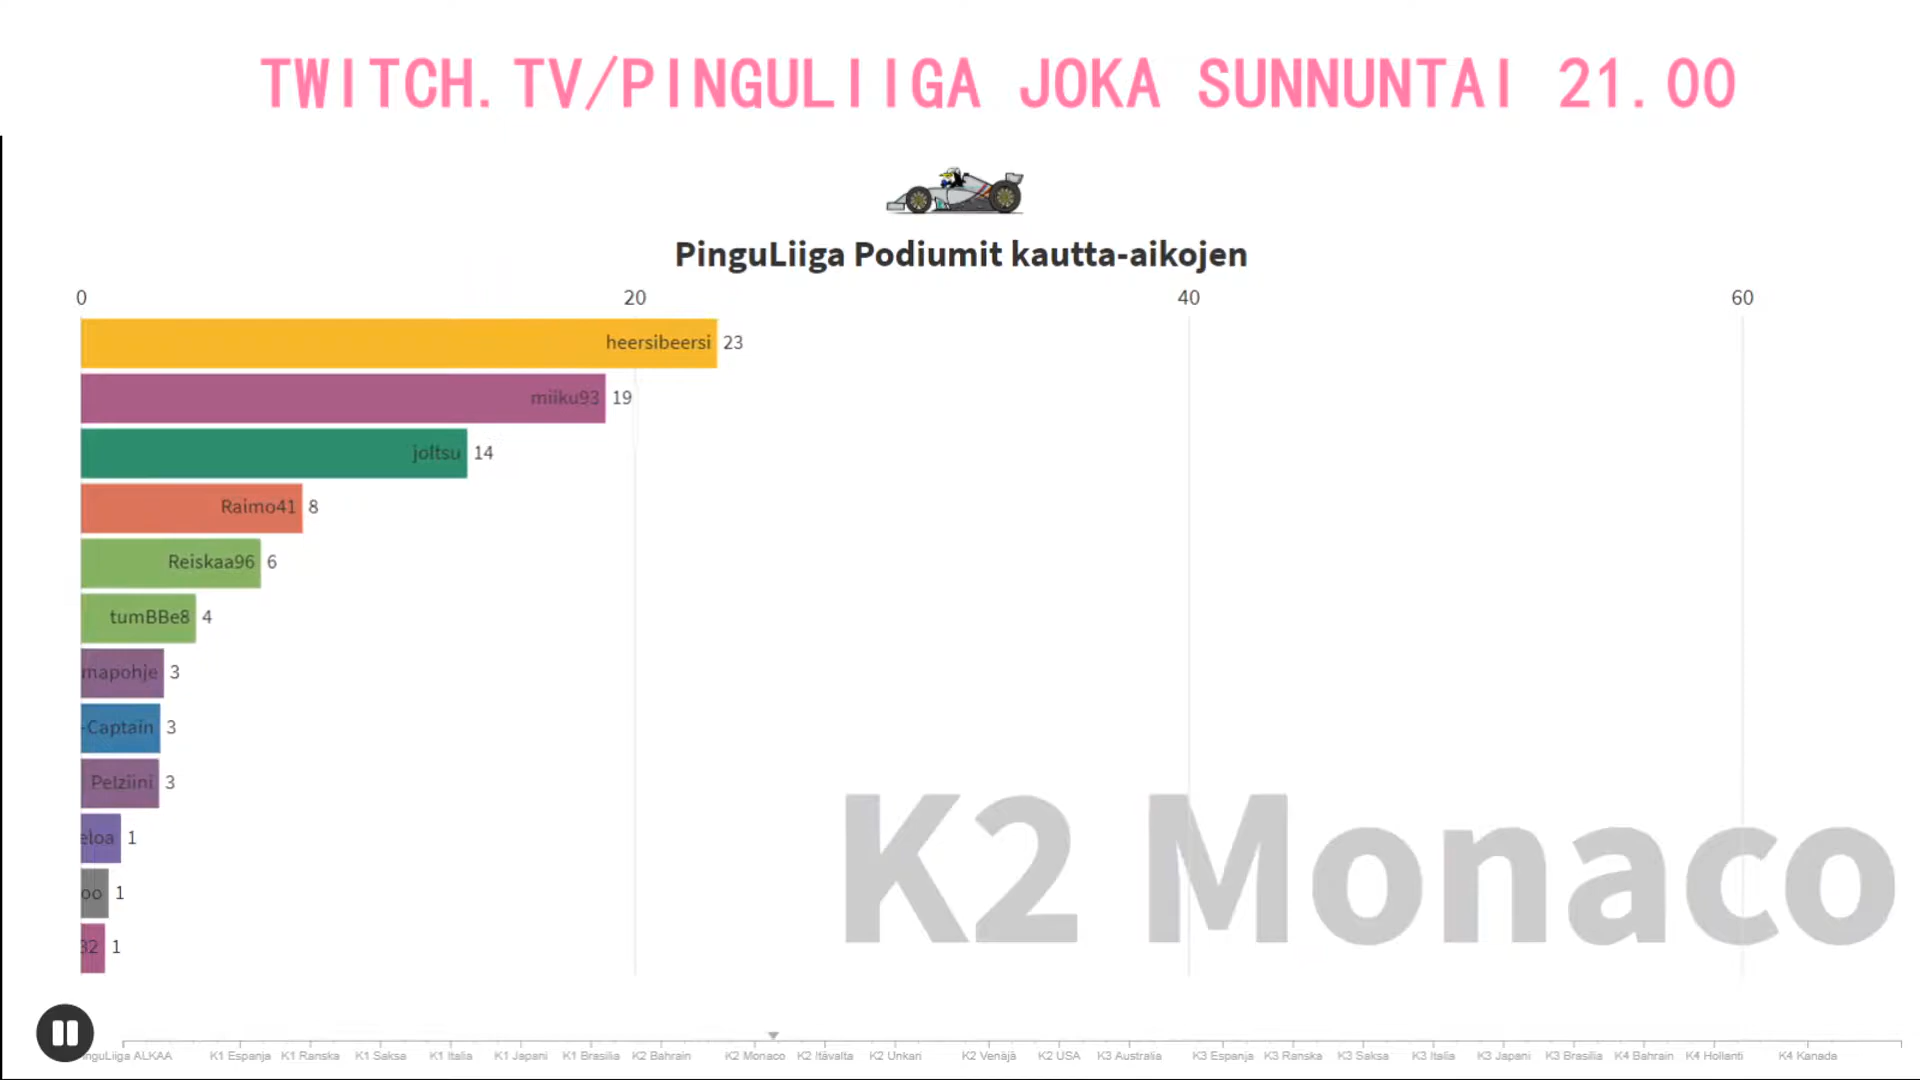 TWITCH.TV/PINGULIIGA JOKA SUNNUNTAI 21.00
PinguLiiga Podiumit kautta-aikojen
0 20 40 60
heersibeersi 23
miiku93 19
joltsu 14
Raimo41 8
Reiskaa96 6
tumBBe8 4
mapohje 3
-Captain 3
Pelziini 3
eloa 1
oo 1
32 1
K2 Monaco
nguLiiga ALKAA K1 Espanja K1 Ranska K1 Saksa K1 Italia K1 Japani K1 Brasilia K2 Bahrain K2 Monaco K2 Itävalta K2 Unkari K2 Venäjä K2 USA K3 Australia K3 Espanja K3 Ranska K3 Saksa K3 Italia K3 Japani K3 Brasilia K4 Bahrain K4 Hollanti K4 Kanada